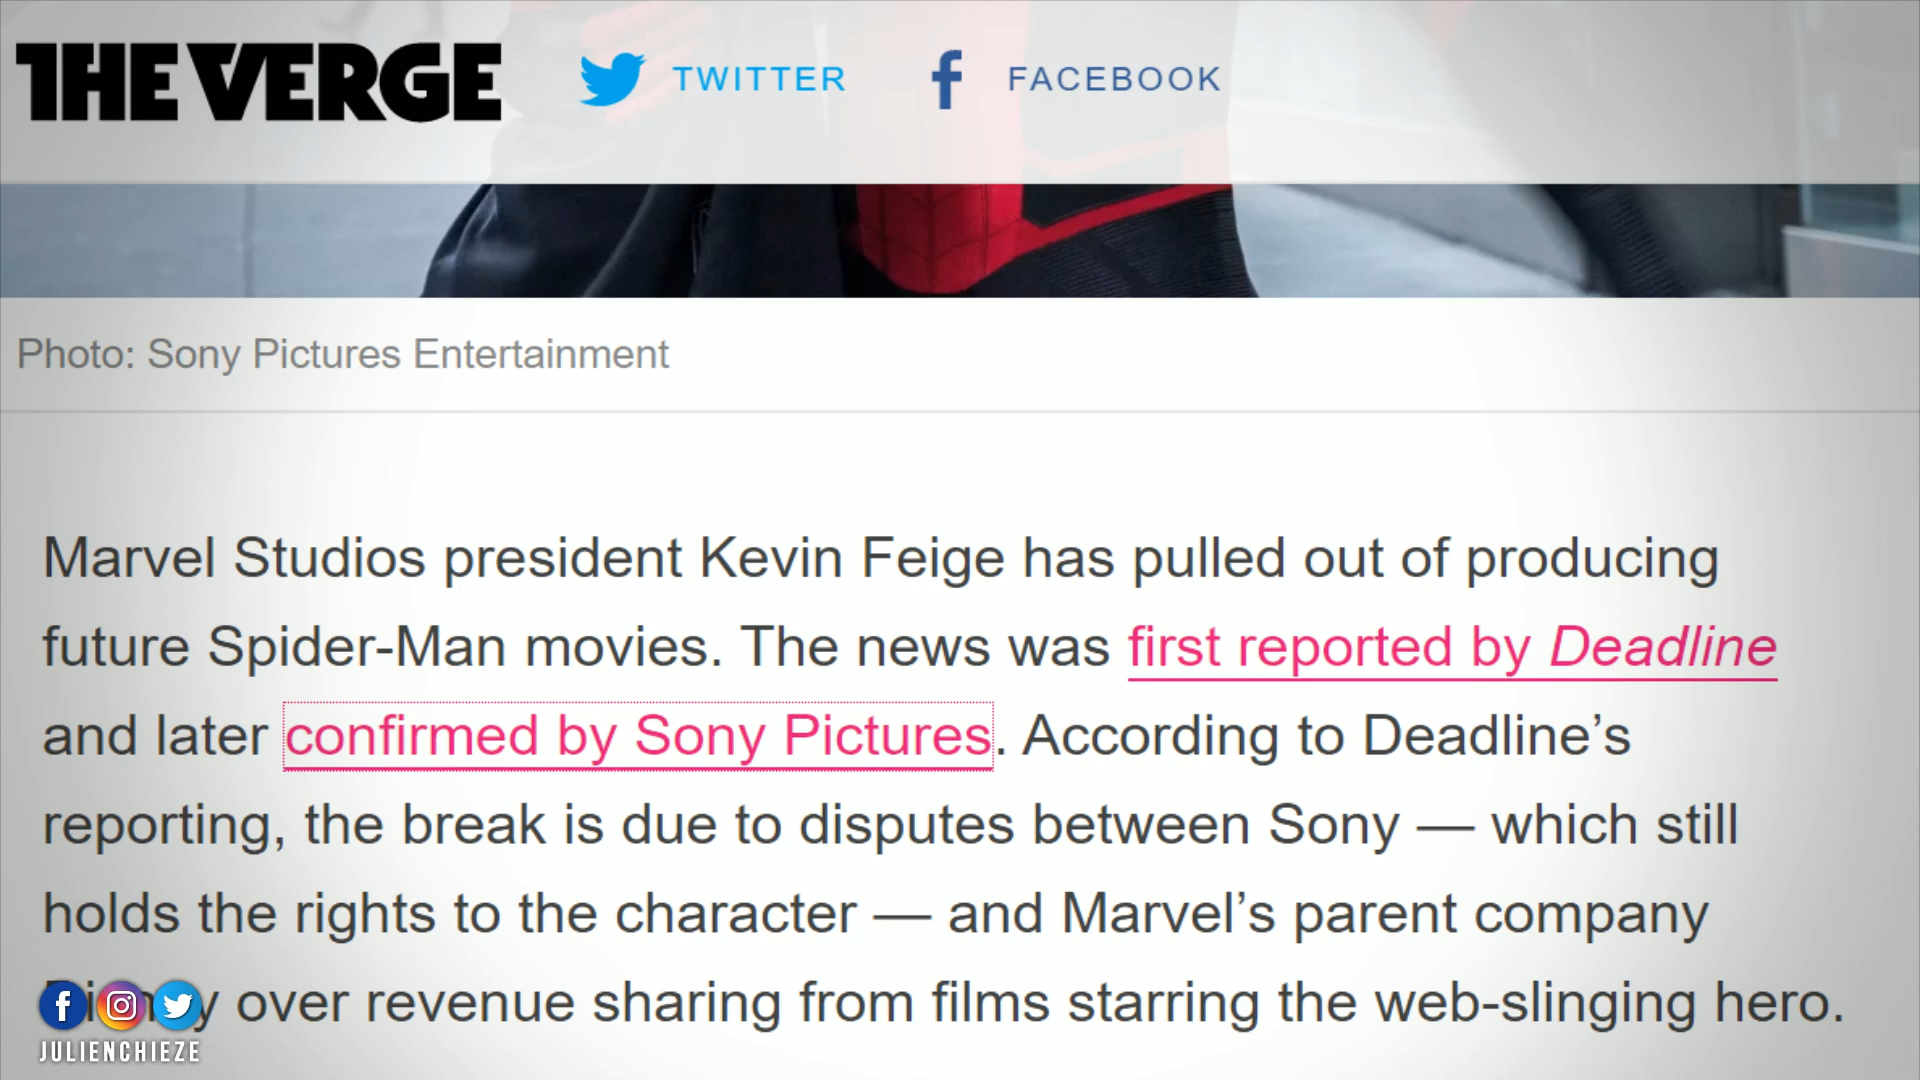 THE VERGE
TWITTER
FACEBOOK
Photo: Sony Pictures Entertainment
Marvel Studios president Kevin Feige has pulled out of producing
future Spider-Man movies. The news was first reported by Deadline
and later confirmed by Sony Pictures. According to Deadline’s
reporting, the break is due to disputes between Sony — which still
holds the rights to the character — and Marvel’s parent company
over revenue sharing from films starring the web-slinging hero.
JULIENCHIEZE